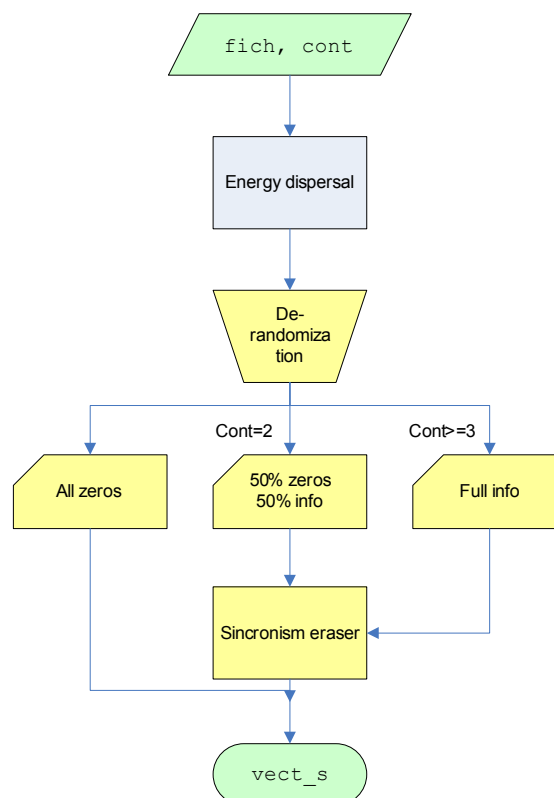 fich, cont
Energy dispersal
De-
randomiza
tion
Cont=2
Cont>=3
All zeros
50% zeros
50% info
Full info
Sincronism eraser
vect_s